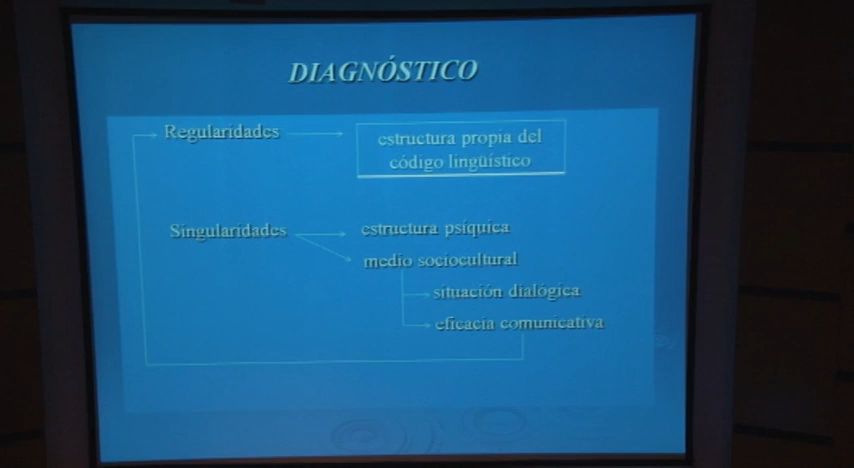 DIAGNÓSTICO
Regularidades
estructura propia del
código lingüístico
Singularidades
estructura psíquica
medio sociocultural
situación dialógica
eficacia comunicativa